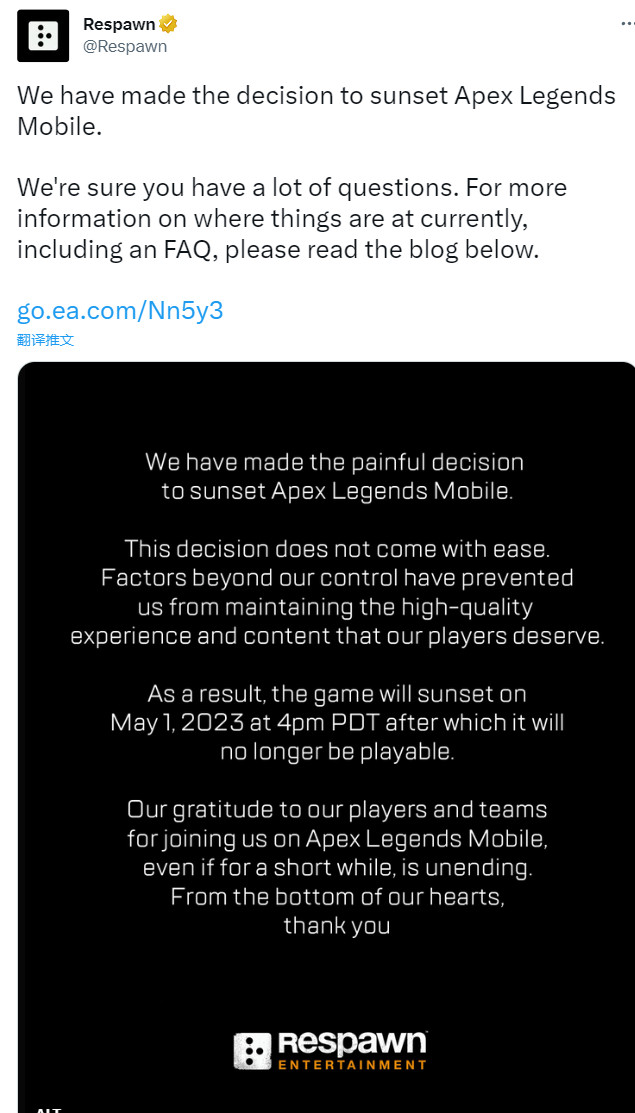 Respawn
@Respawn
We have made the decision to sunset Apex Legends
Mobile.
We're sure you have a lot of questions. For more
information on where things are at currently,
including an FAQ, please read the blog below.
go.ea.com/Nn5y3
翻译推文
We have made the painful decision
to sunset Apex Legends Mobile.
This decision does not come with ease.
Factors beyond our control have prevented
us from maintaining the high-quality
experience and content that our players deserve.
As a result, the game will sunset on
May 1, 2023 at 4pm PDT after which it will
no longer be playable.
Our gratitude to our players and teams
for joining us on Apex Legends Mobile,
even if for a short while, is unending.
From the bottom of our hearts,
thank you
Respawn
ENTERTAINMENT
ALT